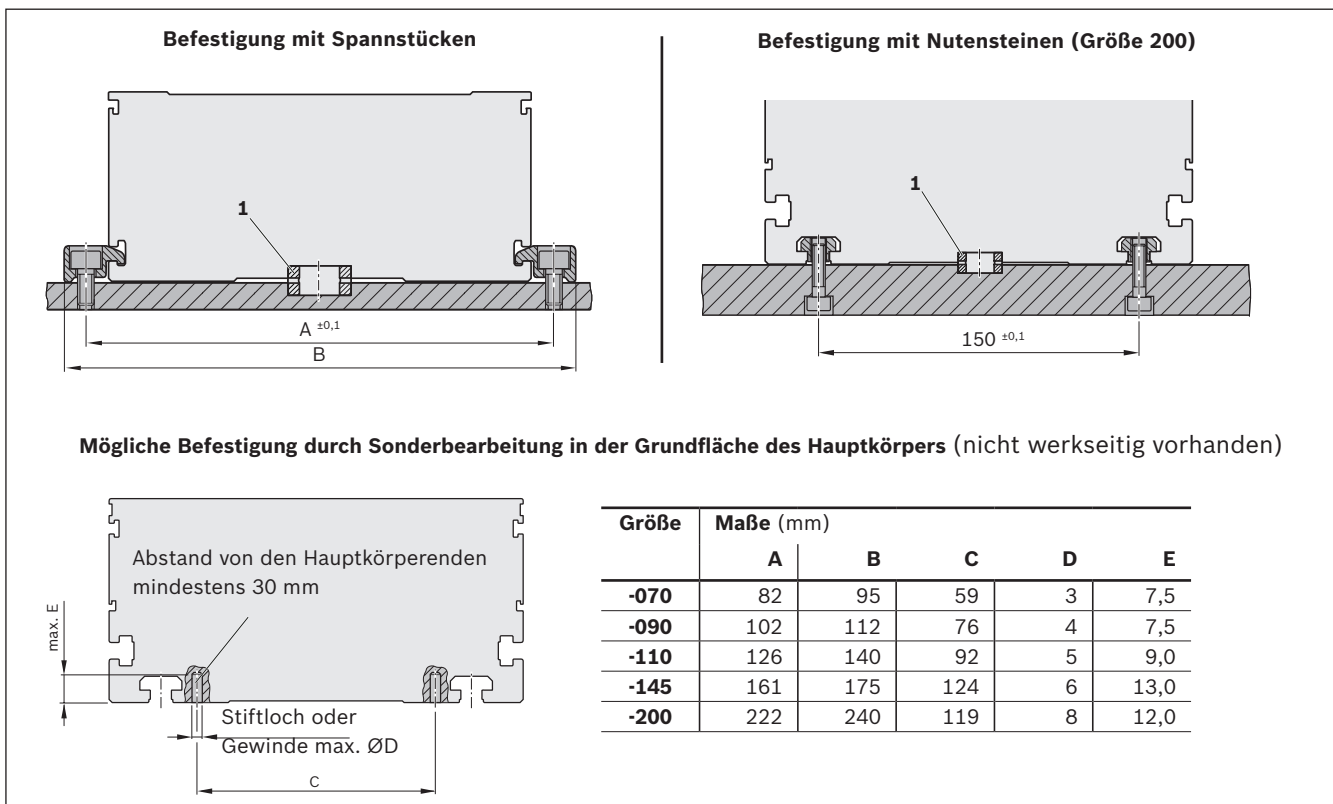 Befestigung mit Spannstücken
1
A ±0,1
B
Befestigung mit Nutensteinen (Größe 200)
1
150 ±0,1
Mögliche Befestigung durch Sonderbearbeitung in der Grundfläche des Hauptkörpers (nicht werkseitig vorhanden)
Abstand von den Hauptkörperenden
mindestens 30 mm
max. E
Stiftloch oder
Gewinde max. ØD
C
Größe Maße (mm)
A B C D E
-070 82 95 59 3 7,5
-090 102 112 76 4 7,5
-110 126 140 92 5 9,0
-145 161 175 124 6 13,0
-200 222 240 119 8 12,0